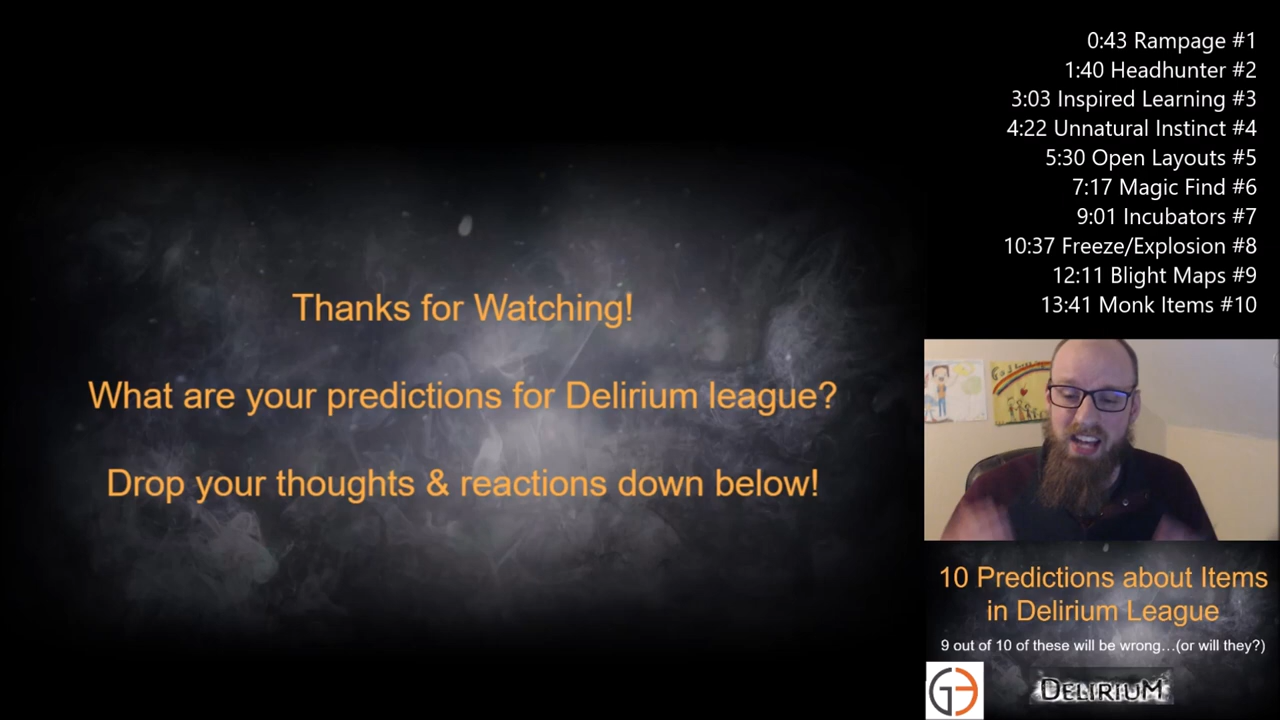 Thanks for Watching!
What are your predictions for Delirium league?
Drop your thoughts & reactions down below!
0:43 Rampage #1
1:40 Headhunter #2
3:03 Inspired Learning #3
4:22 Unnatural Instinct #4
5:30 Open Layouts #5
7:17 Magic Find #6
9:01 Incubators #7
10:37 Freeze/Explosion #8
12:11 Blight Maps #9
13:41 Monk Items #10
10 Predictions about Items
in Delirium League
9 out of 10 of these will be wrong...(or will they?)
DELIRIUM